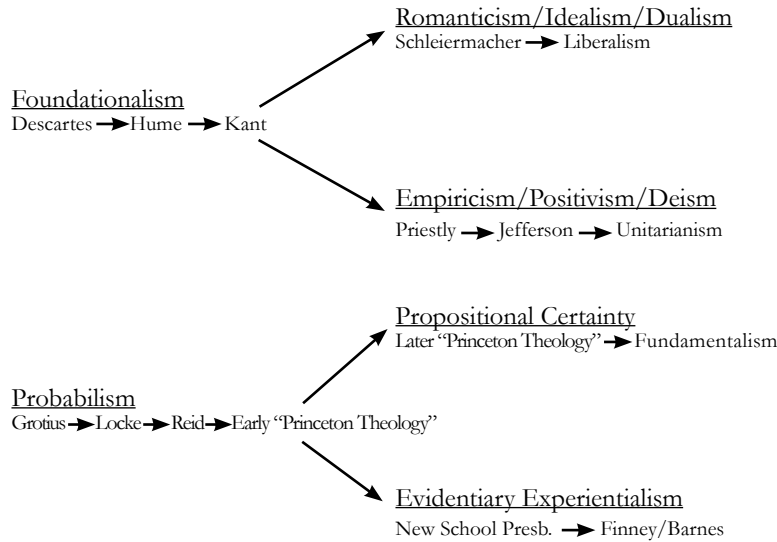 Romanticism/Idealism/Dualism
Schleiermacher → Liberalism
Foundationalism
Descartes → Hume → Kant
Empiricism/Positivism/Deism
Priestly → Jefferson → Unitarianism
Propositional Certainty
Later “Princeton Theology” → Fundamentalism
Probabilism
Grotius → Locke → Reid → Early “Princeton Theology”
Evidentiary Experientialism
New School Presb. → Finney/Barnes